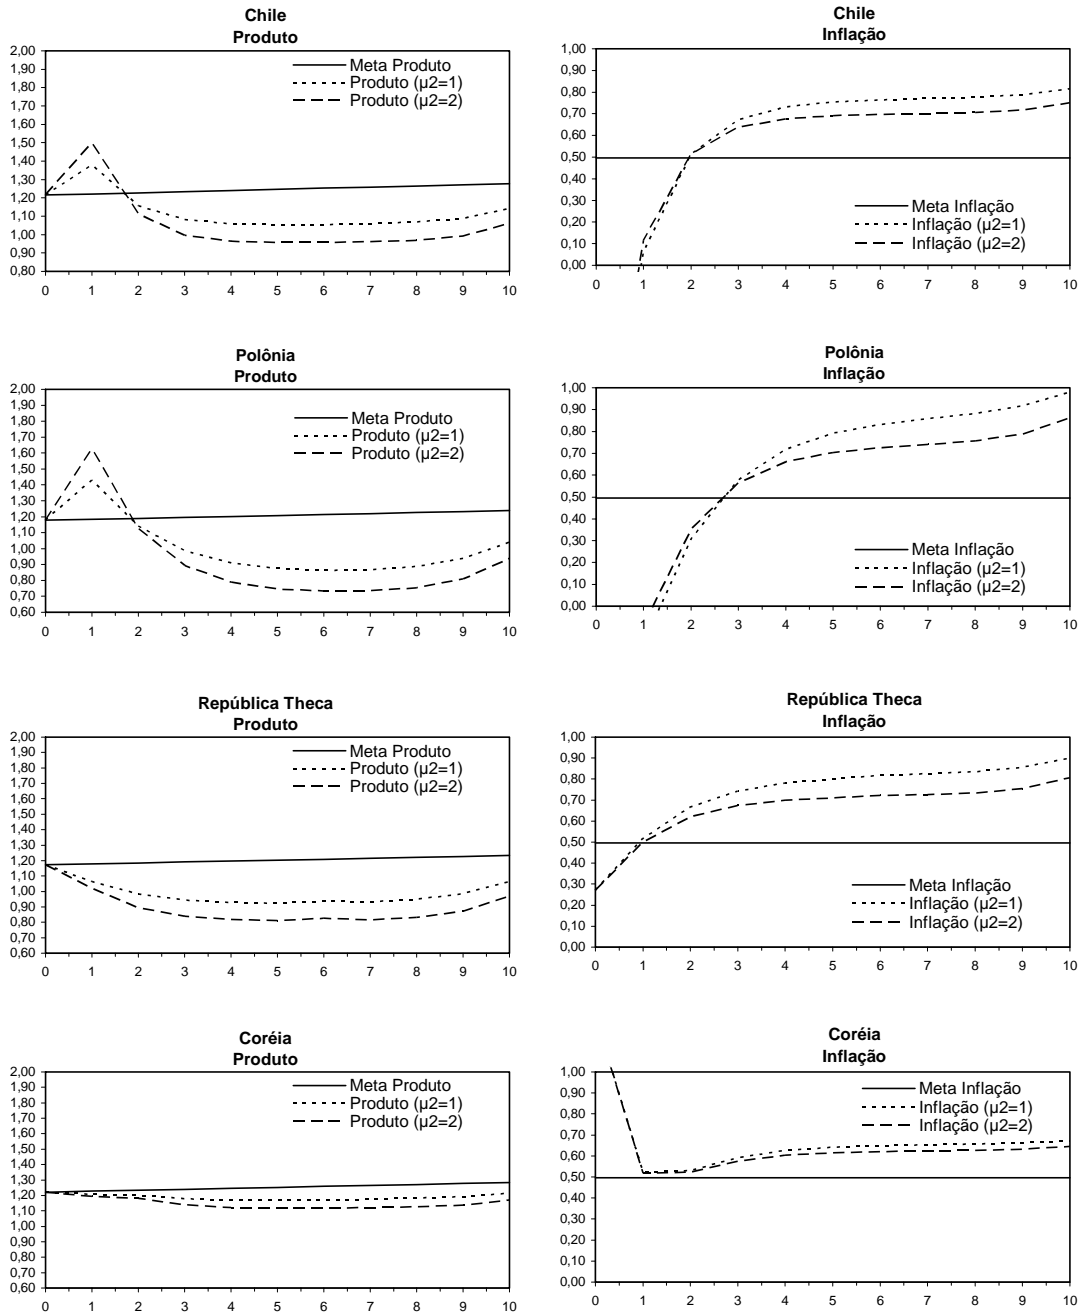 Chile
Produto
2,00
1,90
1,80
1,70
1,60
1,50
1,40
1,30
1,20
1,10
1,00
0,90
0,80
Meta Produto
Produto (µ2=1)
Produto (µ2=2)
0 1 2 3 4 5 6 7 8 9 10
Chile
Inflação
1,00
0,90
0,80
0,70
0,60
0,50
0,40
0,30
0,20
0,10
0,00
Meta Inflação
Inflação (µ2=1)
Inflação (µ2=2)
0 1 2 3 4 5 6 7 8 9 10
Polônia
Produto
2,00
1,90
1,80
1,70
1,60
1,50
1,40
1,30
1,20
1,10
1,00
0,90
0,80
0,70
0,60
Meta Produto
Produto (µ2=1)
Produto (µ2=2)
0 1 2 3 4 5 6 7 8 9 10
Polônia
Inflação
1,00
0,90
0,80
0,70
0,60
0,50
0,40
0,30
0,20
0,10
0,00
Meta Inflação
Inflação (µ2=1)
Inflação (µ2=2)
0 1 2 3 4 5 6 7 8 9 10
República Theca
Produto
2,00
1,90
1,80
1,70
1,60
1,50
1,40
1,30
1,20
1,10
1,00
0,90
0,80
0,70
0,60
Meta Produto
Produto (µ2=1)
Produto (µ2=2)
0 1 2 3 4 5 6 7 8 9 10
República Theca
Inflação
1,00
0,90
0,80
0,70
0,60
0,50
0,40
0,30
0,20
0,10
0,00
Meta Inflação
Inflação (µ2=1)
Inflação (µ2=2)
0 1 2 3 4 5 6 7 8 9 10
Coréia
Produto
2,00
1,90
1,80
1,70
1,60
1,50
1,40
1,30
1,20
1,10
1,00
0,90
0,80
0,70
0,60
Meta Produto
Produto (µ2=1)
Produto (µ2=2)
0 1 2 3 4 5 6 7 8 9 10
Coréia
Inflação
1,00
0,90
0,80
0,70
0,60
0,50
0,40
0,30
0,20
0,10
0,00
Meta Inflação
Inflação (µ2=1)
Inflação (µ2=2)
0 1 2 3 4 5 6 7 8 9 10